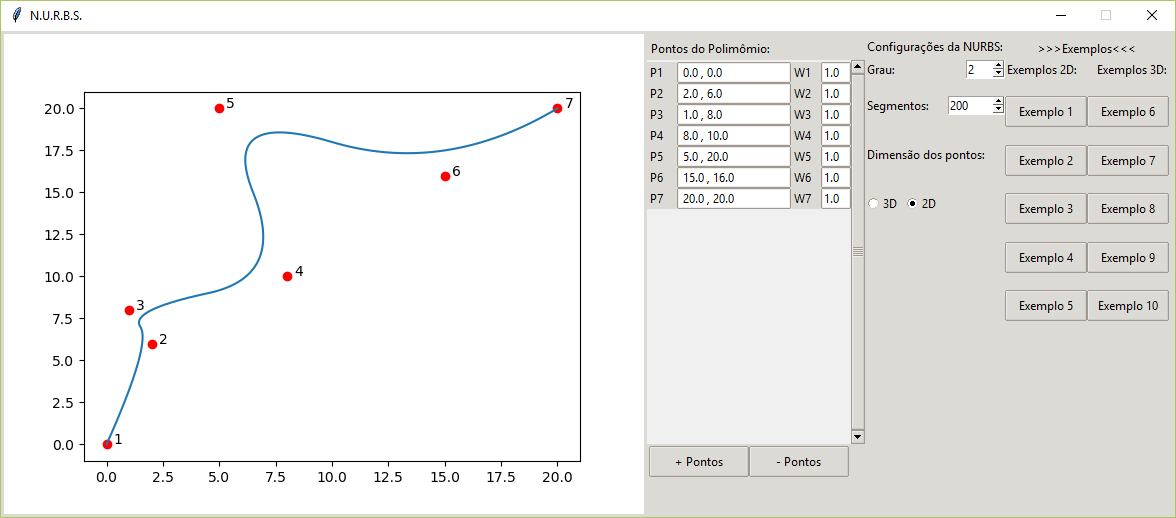 N.U.R.B.S.
20.0
17.5
15.0
12.5
10.0
7.5
5.0
2.5
0.0
0.0 2.5 5.0 7.5 10.0 12.5 15.0 17.5 20.0
1
2
3
4
5
6
7
Pontos do Polimômio:
P1 0.0 , 0.0 W1 1.0
P2 2.0 , 6.0 W2 1.0
P3 1.0 , 8.0 W3 1.0
P4 8.0 , 10.0 W4 1.0
P5 5.0 , 20.0 W5 1.0
P6 15.0 , 16.0 W6 1.0
P7 20.0 , 20.0 W7 1.0
+ Pontos - Pontos
Configurações da NURBS:
Grau: 2
Segmentos: 200
Dimensão dos pontos:
3D 2D
>>>Exemplos<<<
Exemplos 2D: Exemplos 3D:
Exemplo 1 Exemplo 6
Exemplo 2 Exemplo 7
Exemplo 3 Exemplo 8
Exemplo 4 Exemplo 9
Exemplo 5 Exemplo 10